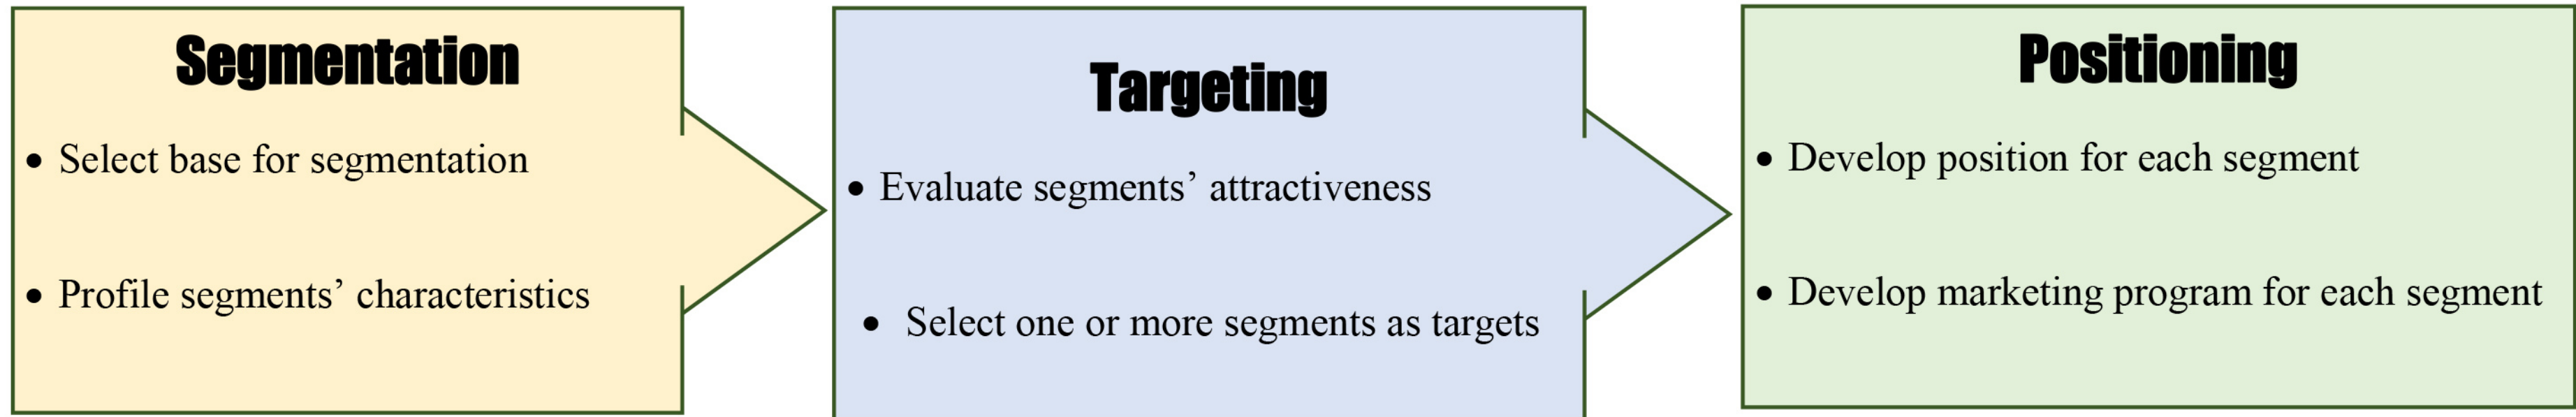 Segmentation
• Select base for segmentation
• Profile segments’ characteristics
Targeting
• Evaluate segments’ attractiveness
• Select one or more segments as targets
Positioning
• Develop position for each segment
• Develop marketing program for each segment